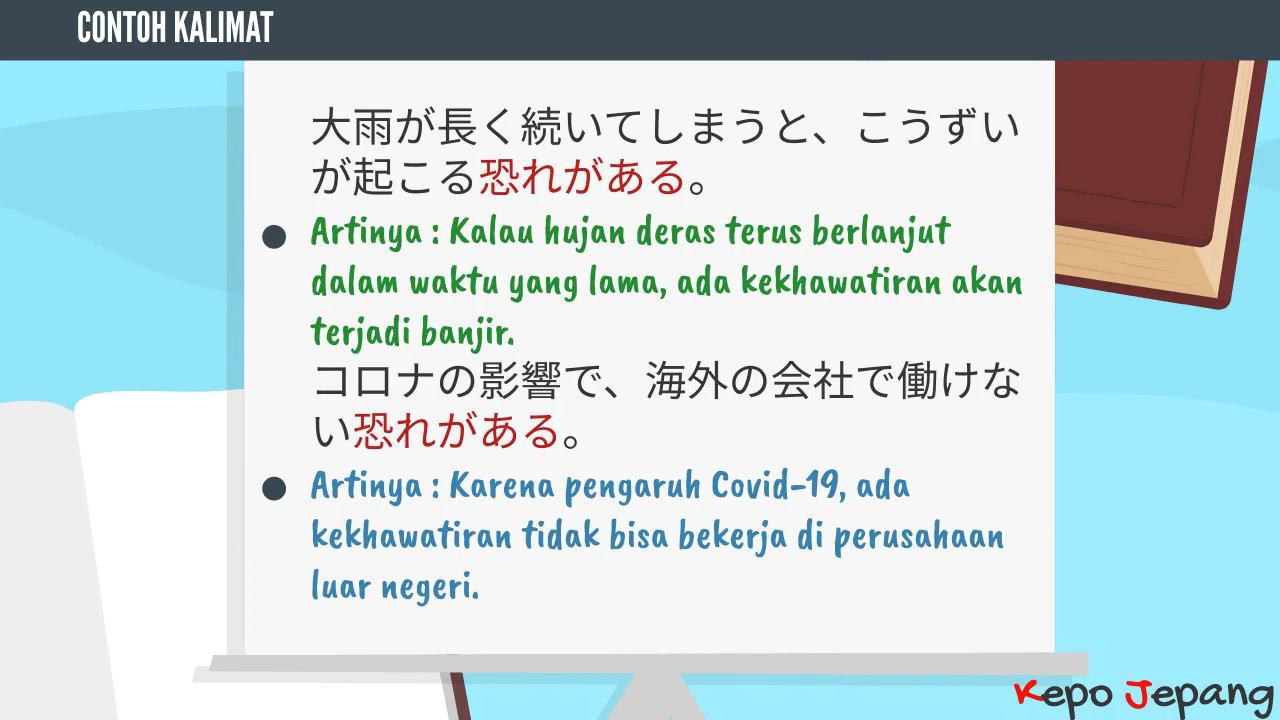 CONTOH KALIMAT
大雨が長く続いてしまうと、こうずい
が起こる恐れがある。
Artinya : Kalau hujan deras terus berlanjut
dalam waktu yang lama, ada kekhawatiran akan
terjadi banjir.
コロナの影響で、海外の会社で働けな
い恐れがある。
Artinya : Karena pengaruh Covid-19, ada
kekhawatiran tidak bisa bekerja di perusahaan
luar negeri.
Kepo Jepang